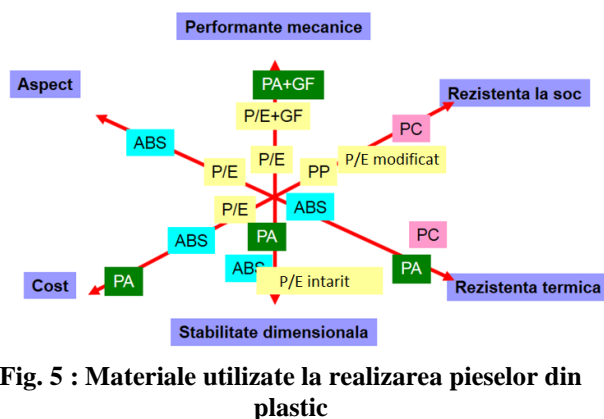 Performante mecanice
Aspect
PA+GF
Rezistenta la soc
P/E+GF
PC
ABS
P/E
P/E modificat
P/E
PP
P/E
ABS
ABS
PA
PC
ABS
PA
PA
P/E intarit
Cost
Rezistenta termica
Stabilitate dimensionala
Fig. 5 : Materiale utilizate la realizarea pieselor din
plastic